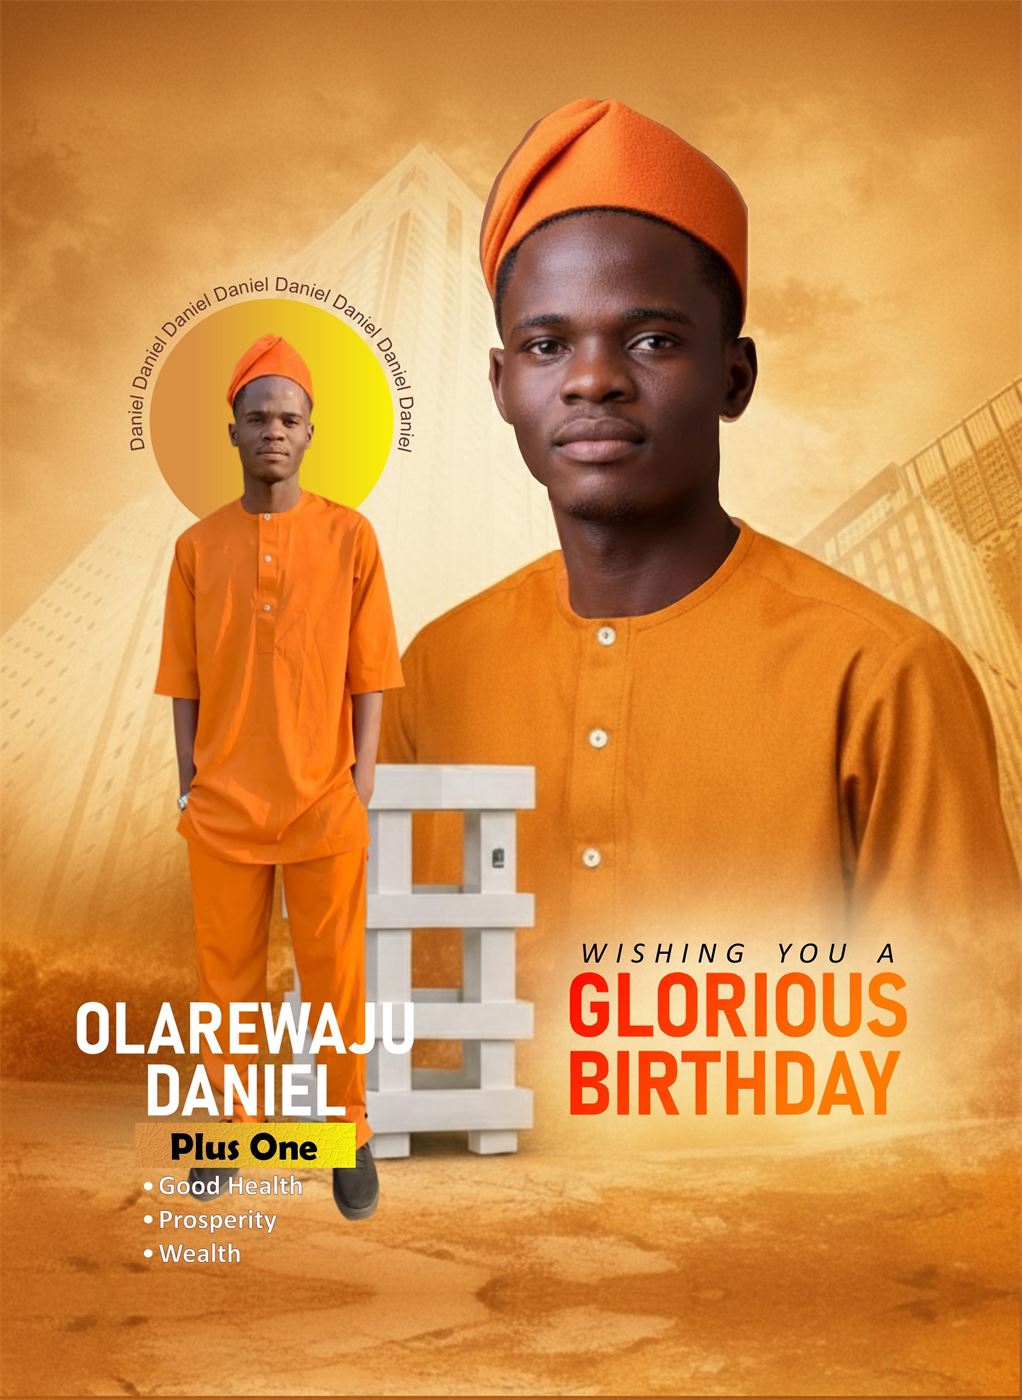 Daniel Daniel Daniel Daniel Daniel Daniel Daniel Daniel
OLAREWAJU
DANIEL
Plus One
• Good Health
• Prosperity
• Wealth
WISHING YOU A
GLORIOUS
BIRTHDAY